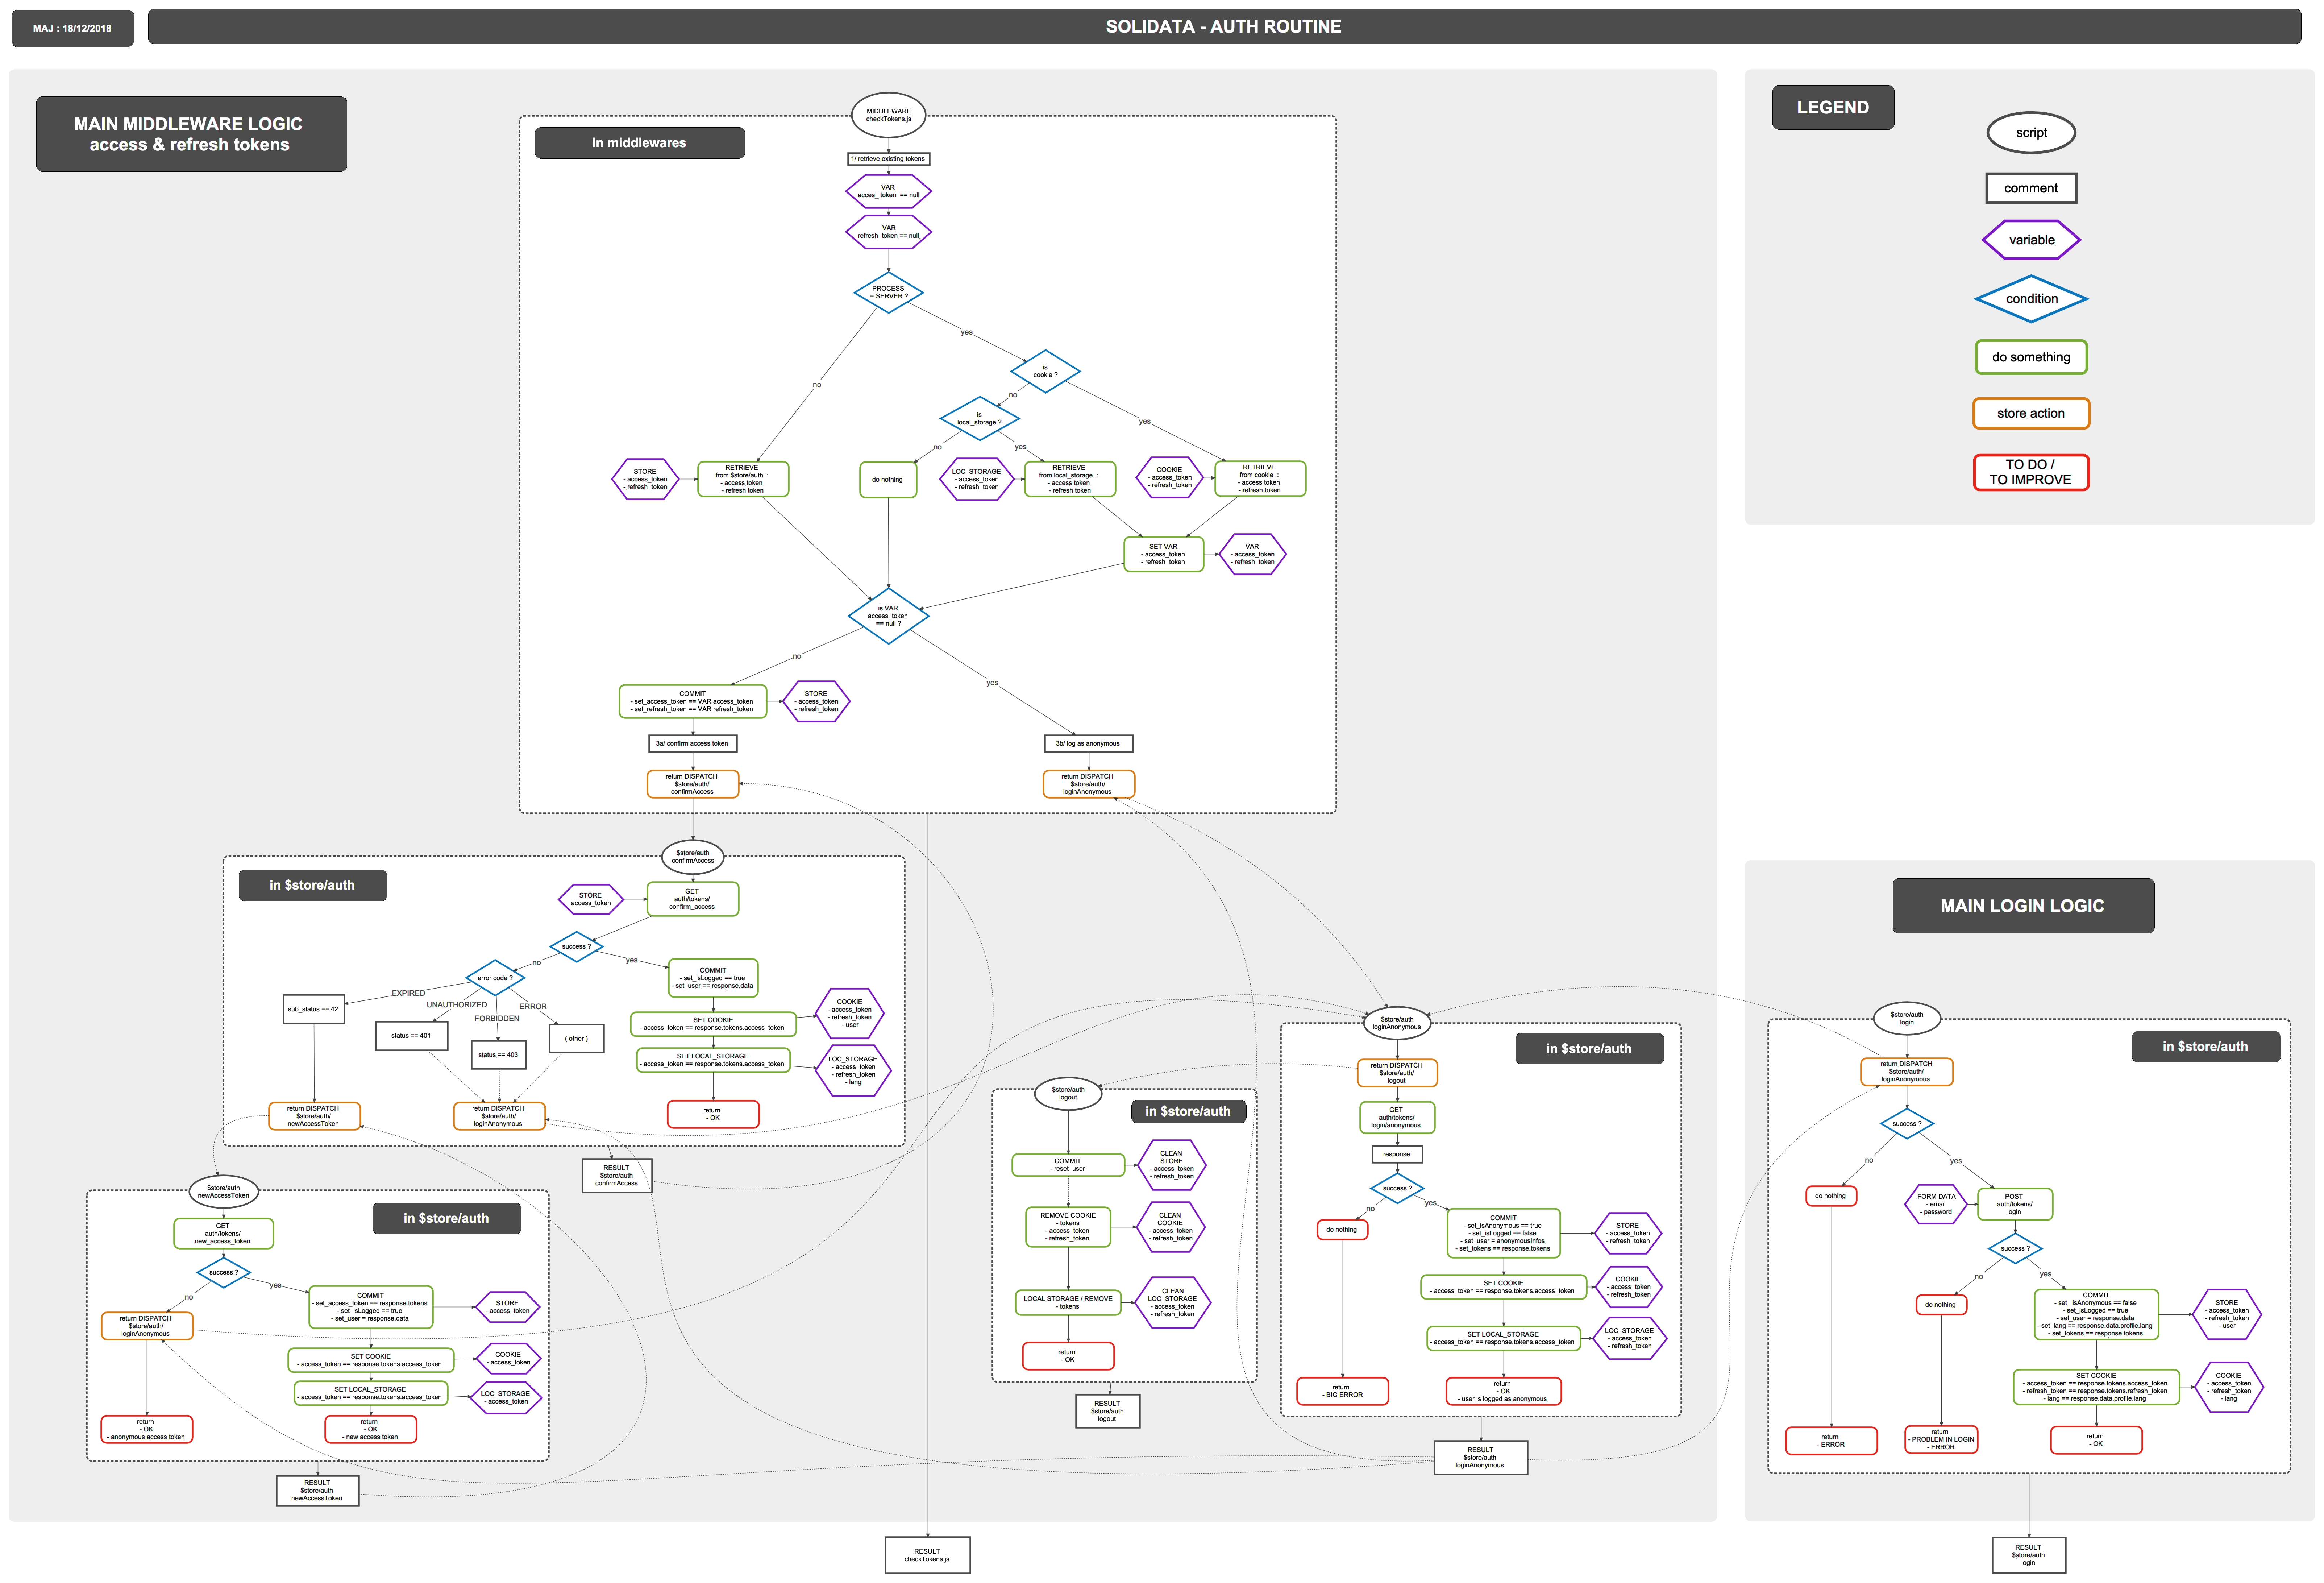 MAJ : 18/12/2018
SOLIDATA - AUTH ROUTINE
MAIN MIDDLEWARE LOGIC
access & refresh tokens
in middlewares
MIDDLEWARE
checkTokens.js
1/ retrieve existing tokens
VAR
acces_ token == null
VAR
refresh_token == null
PROCESS
= SERVER ?
yes
no
is
cookie ?
no
yes
is
local_storage ?
no
yes
STORE
- access_token
- refresh_token
RETRIEVE
from $store/auth :
- access token
- refresh token
do nothing
LOC_STORAGE
- access_token
- refresh_token
RETRIEVE
from local_storage :
- access token
- refresh token
COOKIE
- access_token
- refresh_token
RETRIEVE
from cookie :
- access token
- refresh token
SET VAR
- access_token
- refresh_token
VAR
- access_token
- refresh_token
is VAR
access_token
== null ?
no
yes
COMMIT
- set_access_token == VAR access_token
- set_refresh_token == VAR refresh_token
STORE
- access_token
- refresh_token
3a/ confirm access token
3b/ log as anonymous
return DISPATCH
$store/auth/
confirmAccess
return DISPATCH
$store/auth/
loginAnonymous
LEGEND
script
comment
variable
condition
do something
store action
TO DO /
TO IMPROVE
$store/auth
confirmAccess
in $store/auth
STORE
access_token
GET
auth/tokens/
confirm_access
success ?
no
yes
error code ?
EXPIRED
UNAUTHORIZED
FORBIDDEN
ERROR
sub_status == 42
status == 401
status == 403
( other )
COMMIT
- set_isLogged == true
- set_user == response.data
SET COOKIE
- access_token == response.tokens.access_token
COOKIE
- access_token
- refresh_token
- user
SET LOCAL_STORAGE
- access_token == response.tokens.access_token
LOC_STORAGE
- access_token
- refresh_token
- lang
return DISPATCH
$store/auth/
newAccessToken
return DISPATCH
$store/auth/
loginAnonymous
return
- OK
RESULT
$store/auth
confirmAccess
$store/auth
newAccessToken
in $store/auth
GET
auth/tokens/
new_access_token
success ?
no
yes
return DISPATCH
$store/auth/
loginAnonymous
COMMIT
- set_access_token == response.tokens
- set_isLogged == true
- set_user = response.data
STORE
- access_token
SET COOKIE
- access_token == response.tokens.access_token
COOKIE
- access_token
SET LOCAL_STORAGE
- access_token == response.tokens.access_token
LOC_STORAGE
- access_token
return
- OK
- anonymous access token
return
- OK
- new access token
RESULT
$store/auth
newAccessToken
$store/auth
logout
in $store/auth
COMMIT
- reset_user
CLEAN
STORE
- access_token
- refresh_token
REMOVE COOKIE
- tokens
- access_token
- refresh_token
CLEAN
COOKIE
- access_token
- refresh_token
LOCAL STORAGE / REMOVE
- tokens
CLEAN
LOC_STORAGE
- access_token
- refresh_token
return
- OK
RESULT
$store/auth
logout
$store/auth
loginAnonymous
in $store/auth
return DISPATCH
$store/auth/
logout
GET
auth/tokens/
login/anonymous
response
success ?
no
yes
do nothing
COMMIT
- set_isAnonymous == true
- set_isLogged == false
- set_user = anonymousInfos
- set_tokens == response.tokens
STORE
- access_token
- refresh_token
SET COOKIE
- access_token == response.tokens.access_token
COOKIE
- access_token
- refresh_token
SET LOCAL_STORAGE
- access_token == response.tokens.access_token
LOC_STORAGE
- access_token
- refresh_token
return
- BIG ERROR
return
- OK
- user is logged as anonymous
RESULT
$store/auth
loginAnonymous
RESULT
checkTokens.js
MAIN LOGIN LOGIC
$store/auth
login
in $store/auth
return DISPATCH
$store/auth/
loginAnonymous
success ?
no
yes
do nothing
FORM DATA
- email
- password
POST
auth/tokens/
login
success ?
no
yes
do nothing
COMMIT
- set _isAnonymous == false
- set_isLogged == true
- set_user = response.data
- set_lang == response.data.profile.lang
- set_tokens == response.tokens
STORE
- access_token
- refresh_token
- user
SET COOKIE
- access_token == response.tokens.access_token
- refresh_token == response.tokens.refresh_token
- lang == response.data.profile.lang
COOKIE
- access_token
- refresh_token
- lang
return
- ERROR
return
- PROBLEM IN LOGIN
- ERROR
return
- OK
RESULT
$store/auth
login